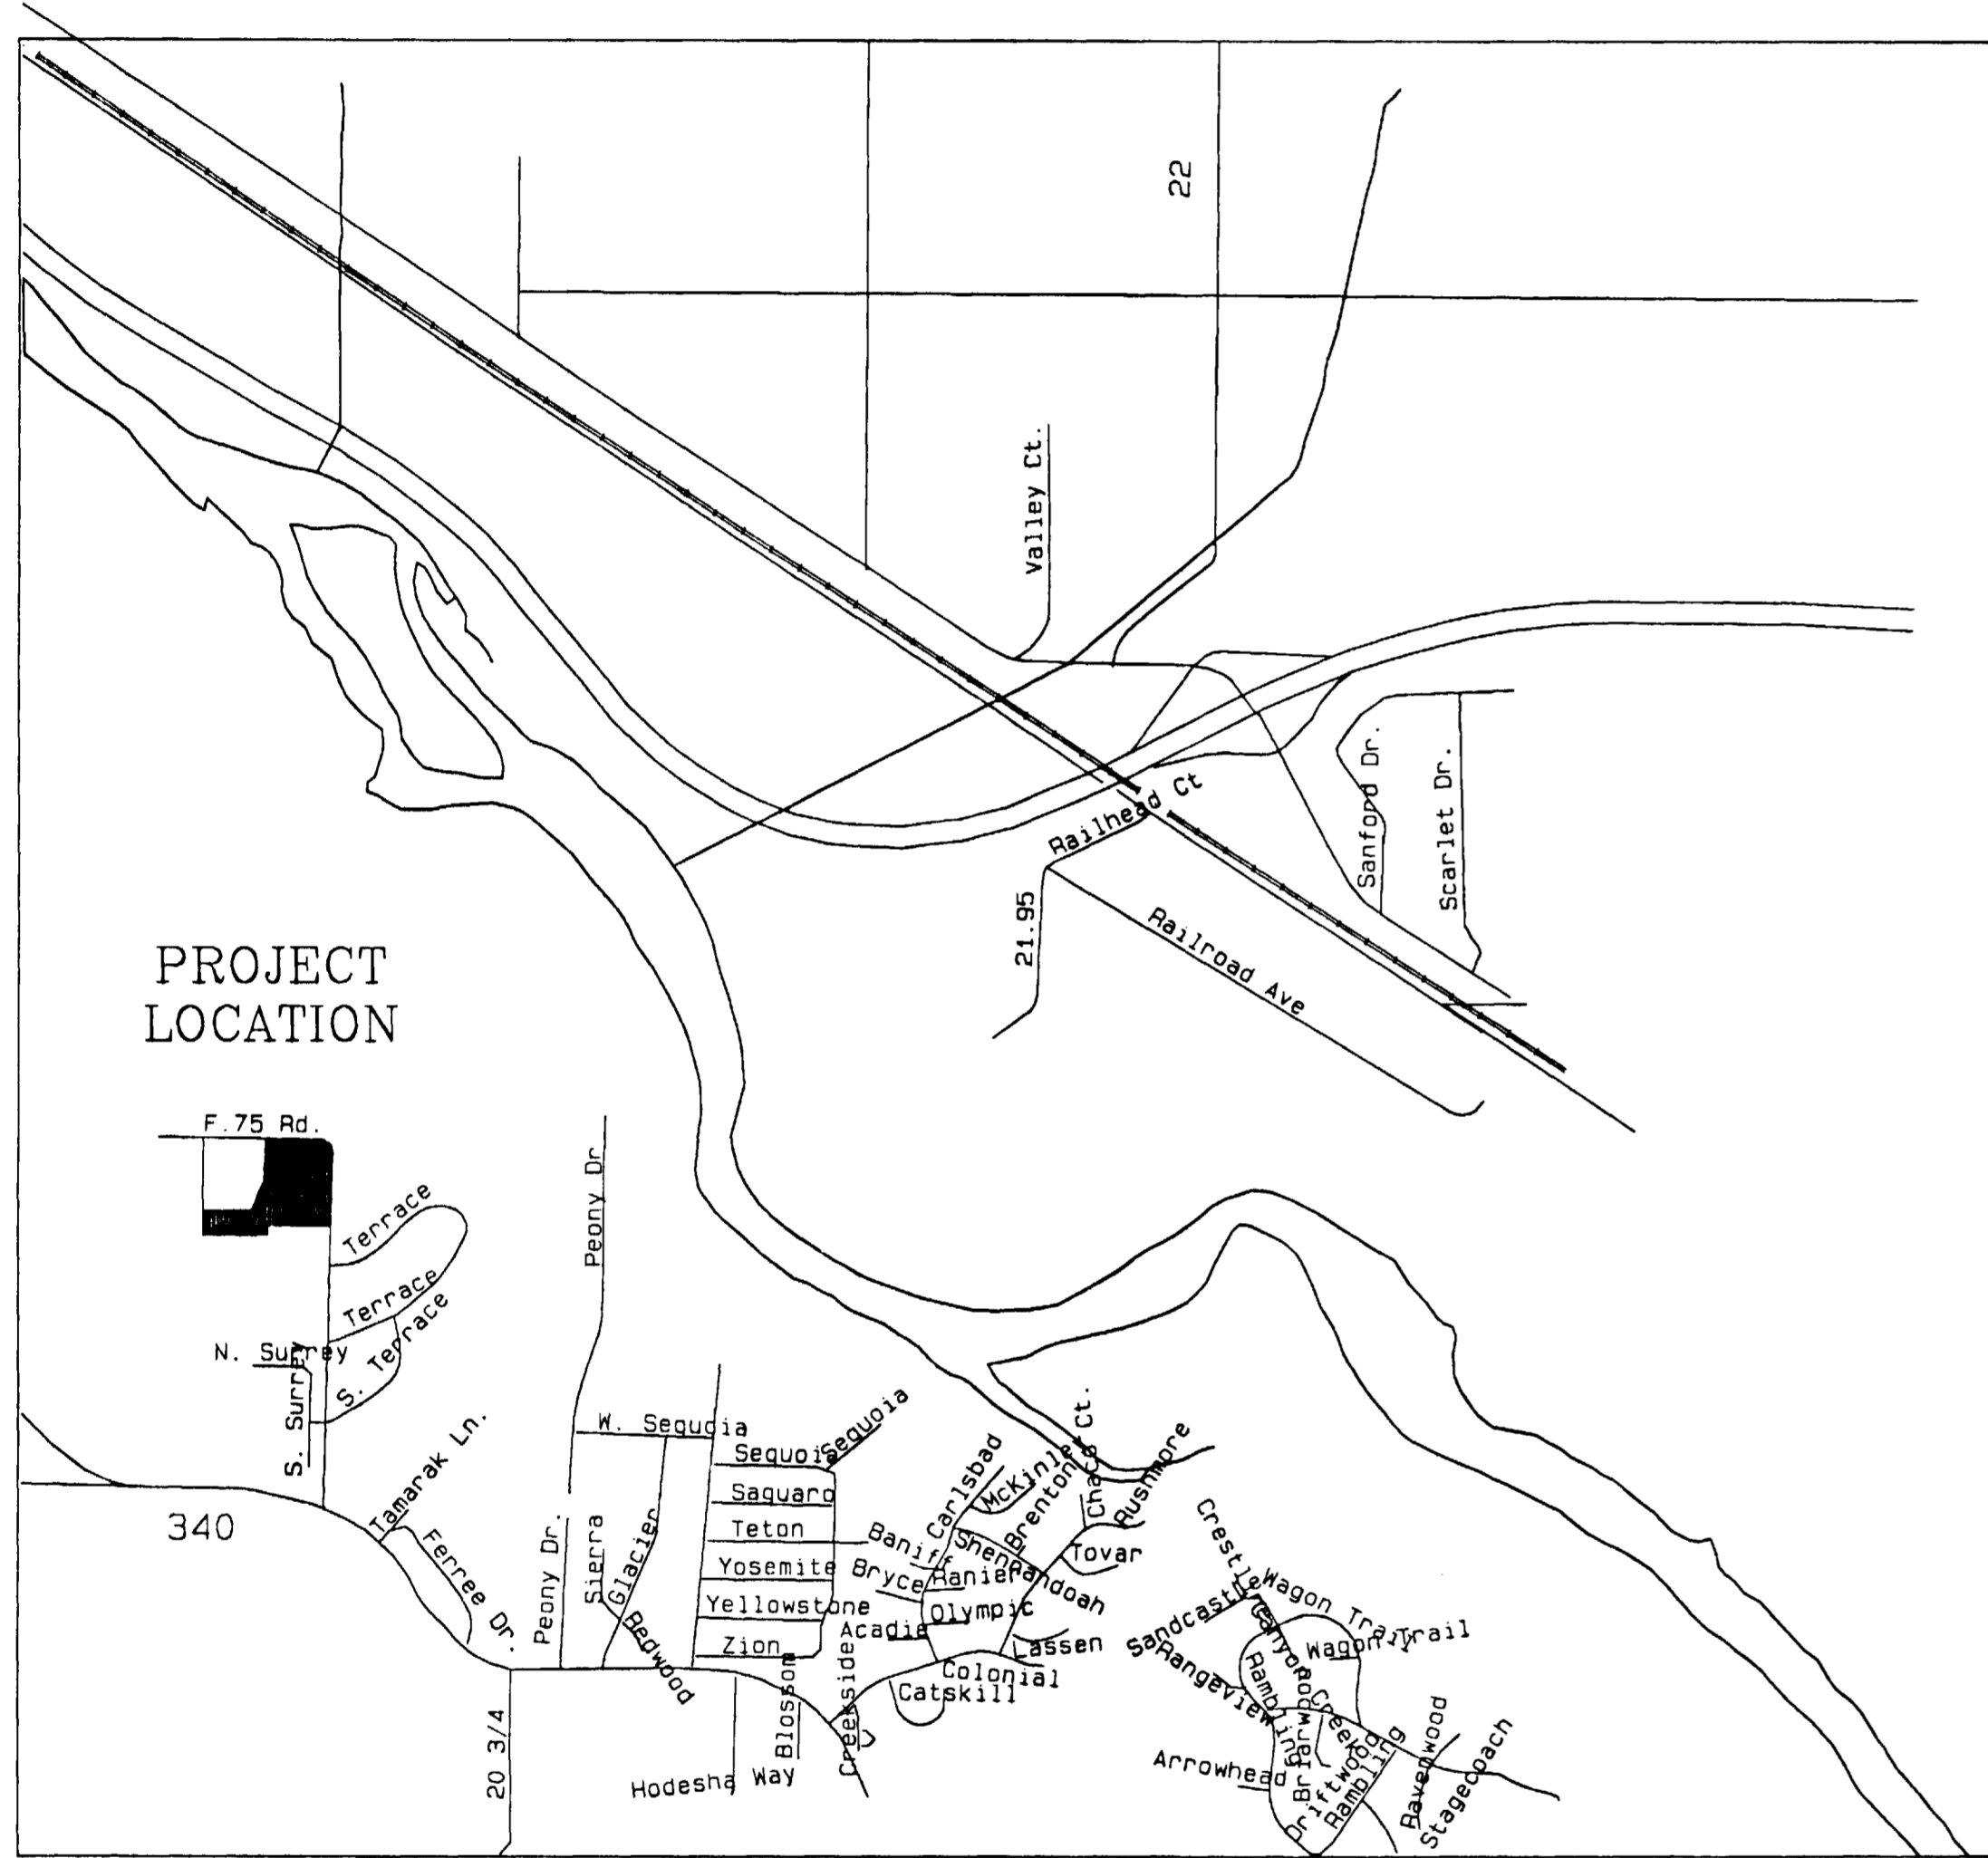 22
Valley Ct.
Sanford Dr.
Scarlet Dr.
Railhead Ct
21.95
Railroad Ave
PROJECT
LOCATION
F.75 Rd.
Terrace
Terrace
S. Terrace
N. Surrey
S. Surrey
Peony Dr
340
Tamarak Ln.
Ferree Dr.
Peony Dr.
20 3/4
W. Sequoia
Sequoia
Sequoia
Saguaro
Teton
Yosemite
Yellowstone
Zion
Sierra
Glacier
Redwood
Hodesha Way
Blossom
Creekside
Carlsbad
McKinley Ct.
Brenton
Chaco
Rushmore
Baniff
Shenandoah
Tovar
Bryce
Ranier
Olympic
Acadie
Lassen
Colonial
Catskill
Sandcastle
Wagon Trail
Wagon Trail
Canyon Creek
Rangeview
Rambling
Briarwood
Arrowhead
Driftwood
Rambling
Ravenwood
Stagecoach